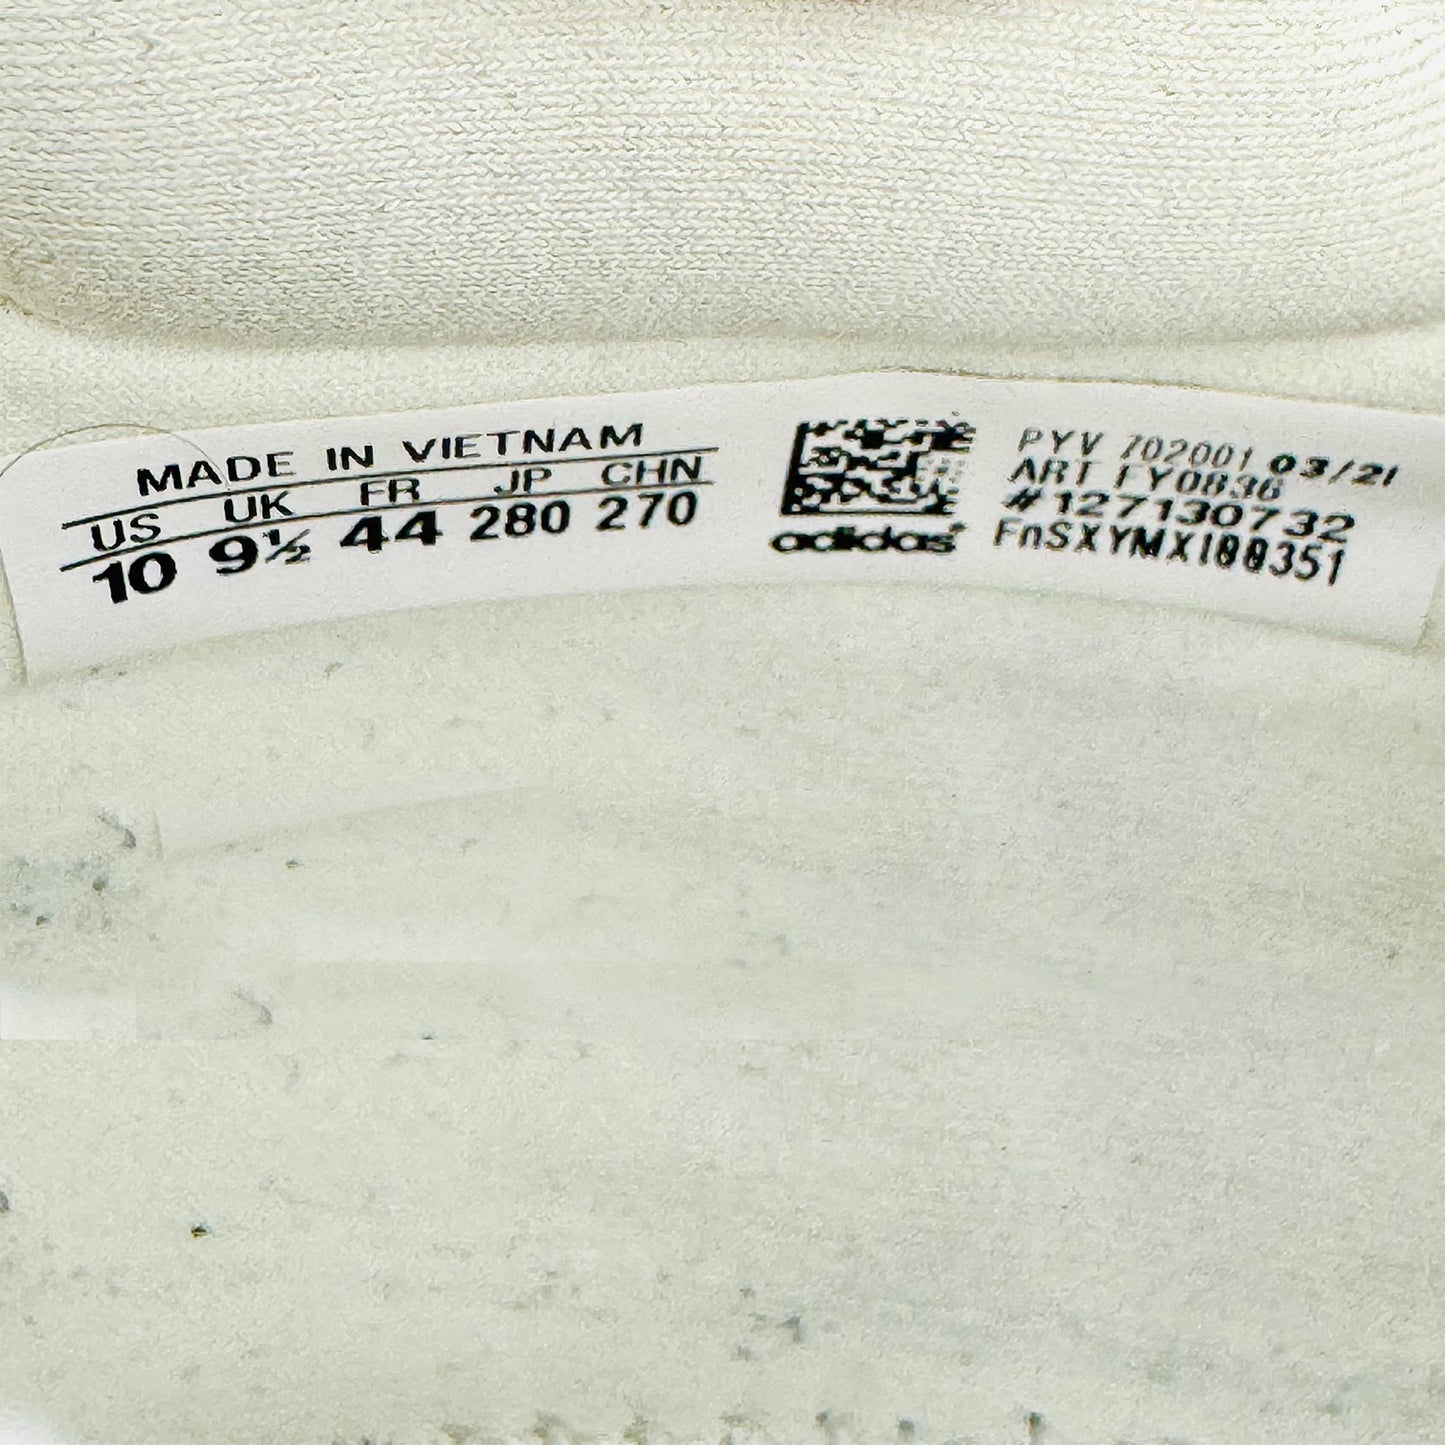 MADE IN VIETNAM
US UK FR JP CHN
10 9½ 44 280 270
adidas
PYV 702001 03/21
ART FY0836
#127130732
FnSXYMXI00351